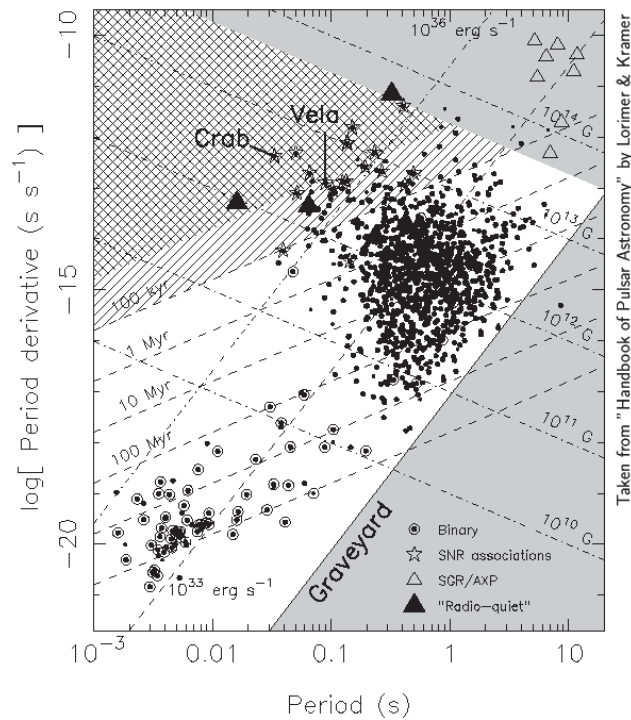 10³⁶ erg s⁻¹
10¹⁴ G
Vela
Crab
10¹³ G
100 kyr
1 Myr
10¹² G
10 Myr
10¹¹ G
100 Myr
10¹⁰ G
10³³ erg s⁻¹
Graveyard
Binary
SNR associations
SGR/AXP
"Radio-quiet"
−10
−15
−20
log[ Period derivative (s s⁻¹) ]
10⁻³
0.01
0.1
1
10
Period (s)
Taken from "Handbook of Pulsar Astronomy" by Lorimer & Kramer